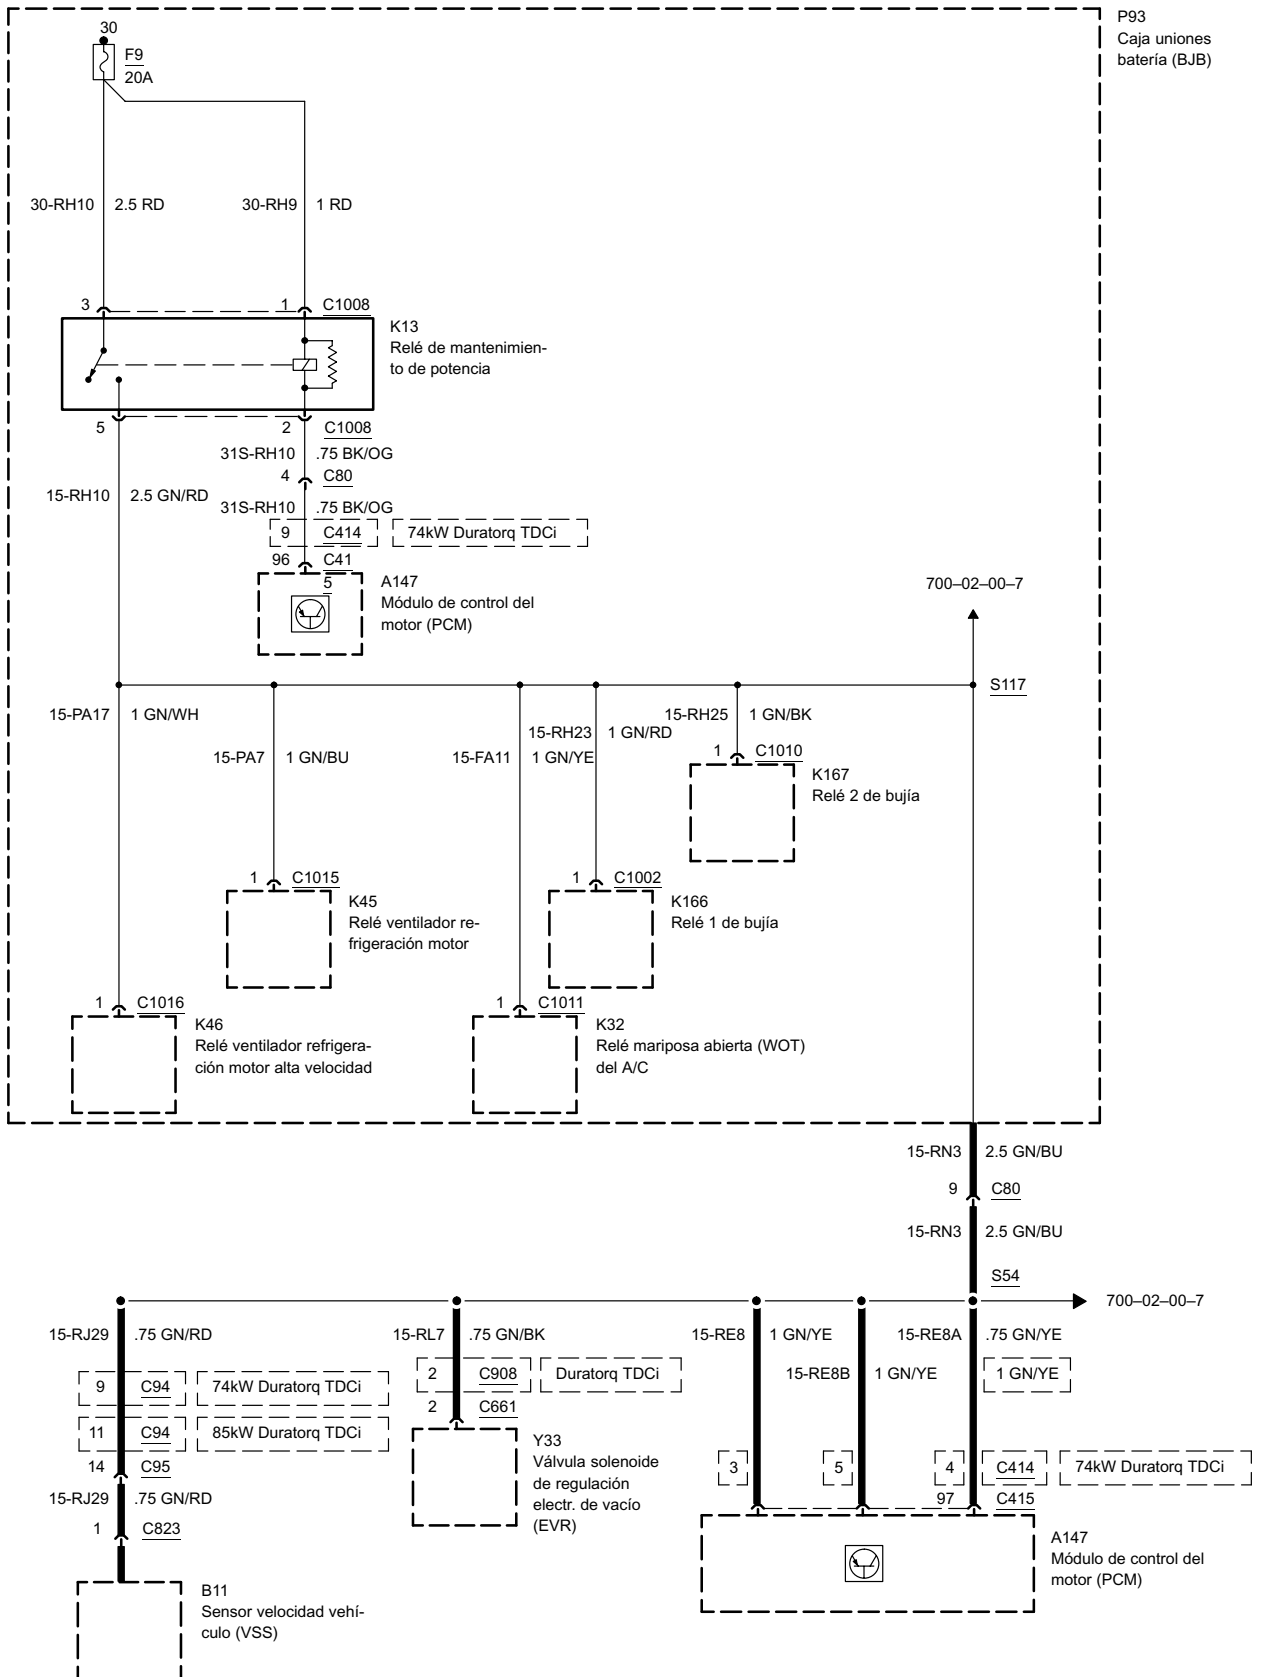 P93
Caja uniones
batería (BJB)
30
F9
20A
30-RH10 2.5 RD
30-RH9 1 RD
3 1 C1008
K13
Relé de mantenimien-
to de potencia
5 2 C1008
31S-RH10 .75 BK/OG
4 C80
15-RH10 2.5 GN/RD
31S-RH10 .75 BK/OG
9 C414 74kW Duratorq TDCi
96 C41
5
A147
Módulo de control del
motor (PCM)
700–02–00–7
S117
15-PA17 1 GN/WH
15-RH25 1 GN/BK
15-RH23 1 GN/RD
15-PA7 1 GN/BU
15-FA11 1 GN/YE
1 C1010
K167
Relé 2 de bujía
1 C1015
K45
Relé ventilador re-
frigeración motor
1 C1002
K166
Relé 1 de bujía
1 C1016
K46
Relé ventilador refrigera-
ción motor alta velocidad
1 C1011
K32
Relé mariposa abierta (WOT)
del A/C
15-RN3 2.5 GN/BU
9 C80
15-RN3 2.5 GN/BU
S54
700–02–00–7
15-RJ29 .75 GN/RD
15-RL7 .75 GN/BK
15-RE8 1 GN/YE
15-RE8A .75 GN/YE
15-RE8B 1 GN/YE
1 GN/YE
9 C94 74kW Duratorq TDCi
2 C908 Duratorq TDCi
2 C661
11 C94 85kW Duratorq TDCi
14 C95
15-RJ29 .75 GN/RD
1 C823
Y33
Válvula solenoide
de regulación
electr. de vacío
(EVR)
3 5 4 C414 74kW Duratorq TDCi
97 C415
A147
Módulo de control del
motor (PCM)
B11
Sensor velocidad vehí-
culo (VSS)